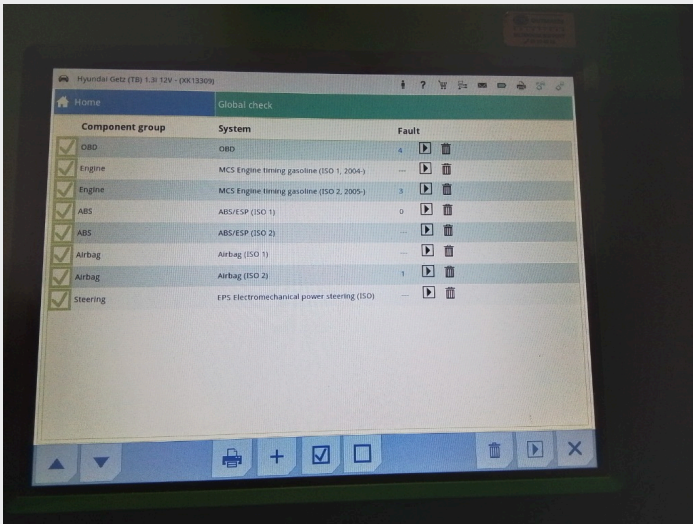 Hyundai Getz (TB) 1.3i 12V - (XK13309)
Home
Global check
Component group System Fault
OBD OBD 4
Engine MCS Engine timing gasoline (ISO 1, 2004-) ---
Engine MCS Engine timing gasoline (ISO 2, 2005-) 3
ABS ABS/ESP (ISO 1) 0
ABS ABS/ESP (ISO 2) ---
Airbag Airbag (ISO 1) ---
Airbag Airbag (ISO 2) 1
Steering EPS Electromechanical power steering (ISO) ---